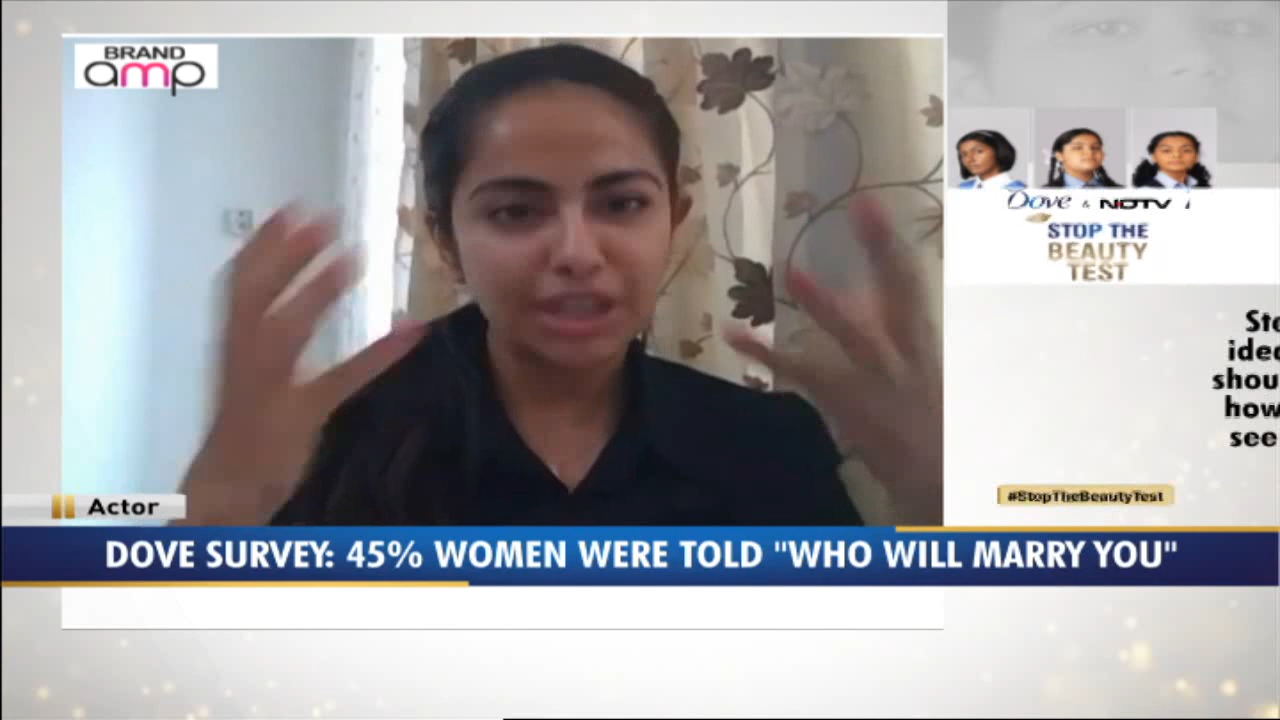 BRAND
amp
Dove & NDTV
STOP THE
BEAUTY
TEST
#StopTheBeautyTest
Actor
DOVE SURVEY: 45% WOMEN WERE TOLD "WHO WILL MARRY YOU"